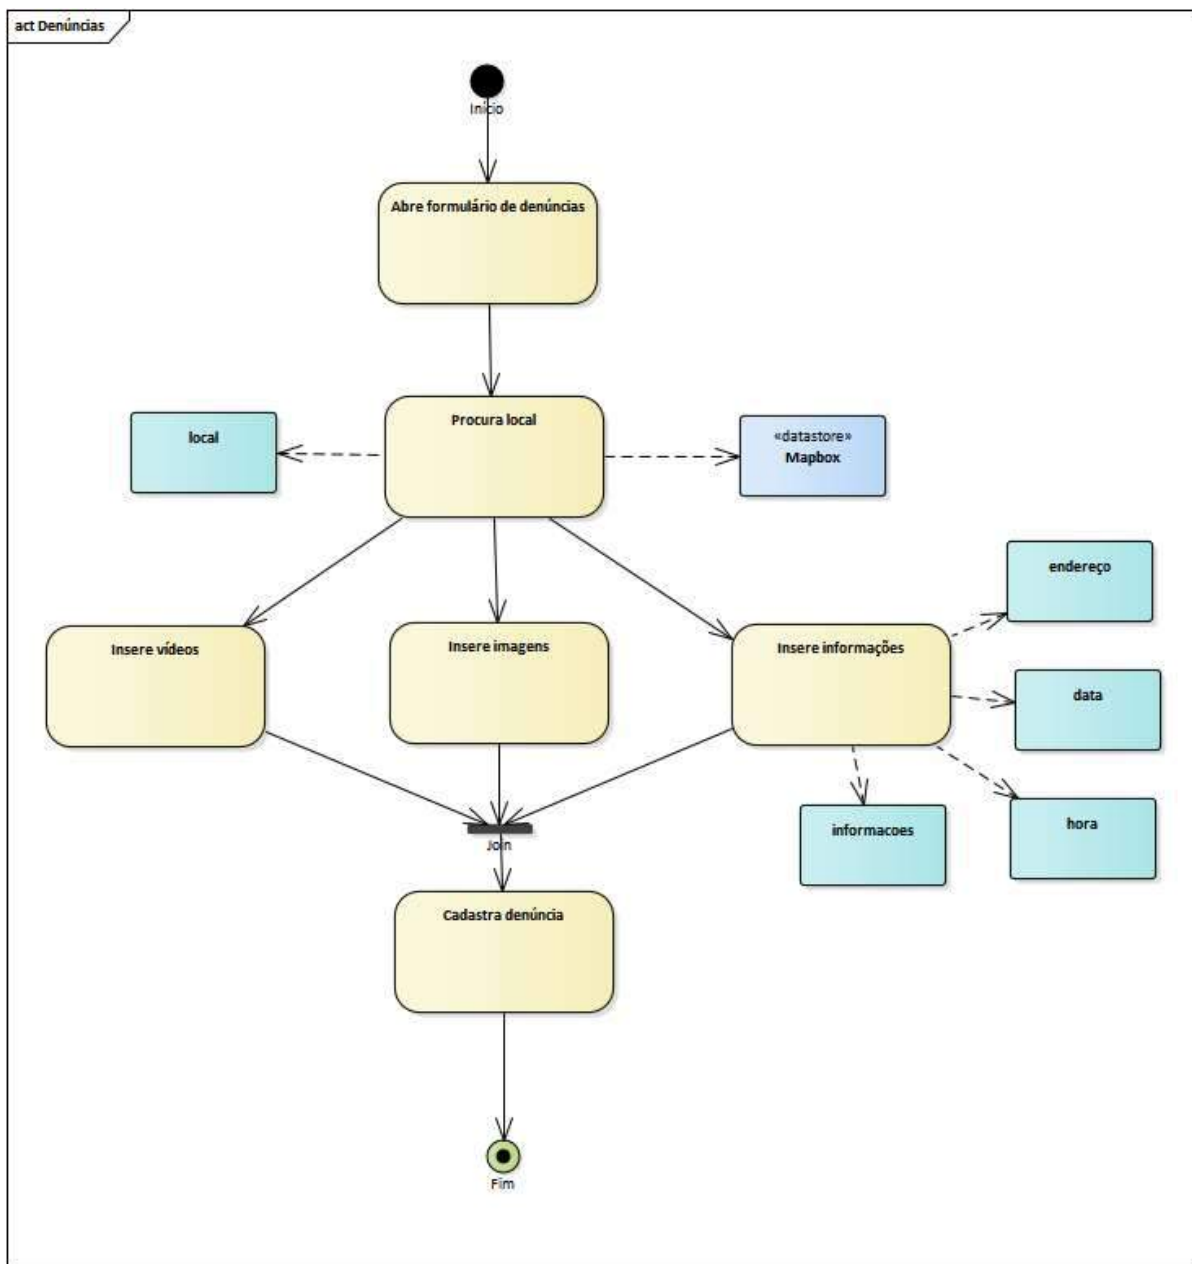 act Denúncias
Início
Abre formulário de denúncias
Procura local
local
«datastore»
Mapbox
endereço
Insere vídeos
Insere imagens
Insere informações
data
informacoes
hora
Join
Cadastra denúncia
Fim